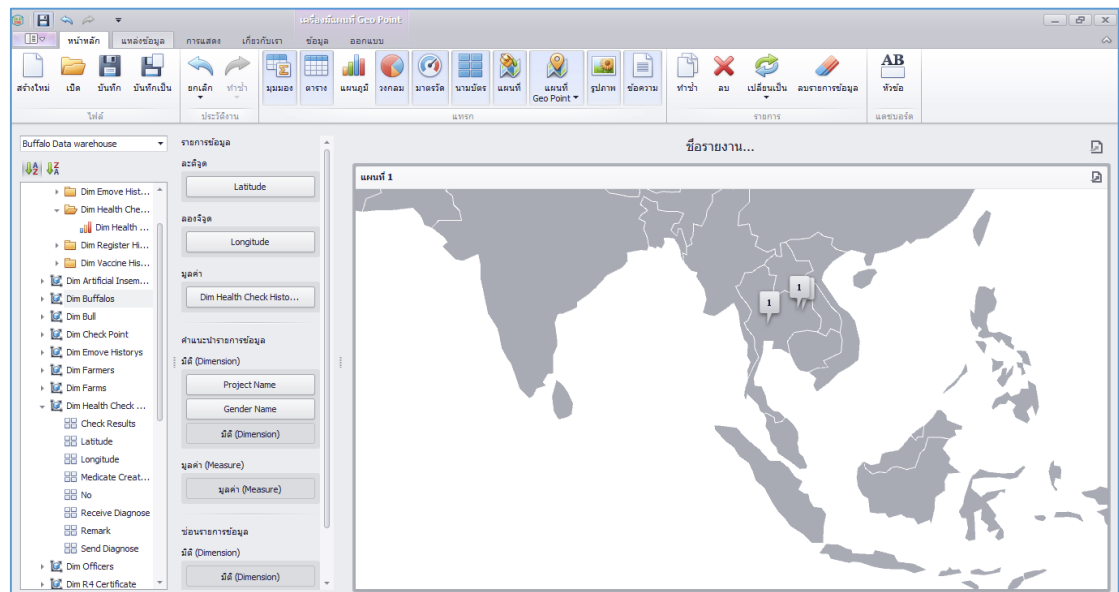 เครื่องมือแผนที่ Geo Point
หน้าหลัก แหล่งข้อมูล การแสดง เกี่ยวกับเรา ข้อมูล ออกแบบ
สร้างใหม่ เปิด บันทึก บันทึกเป็น ยกเลิก ทำซ้ำ มุมมอง ตาราง แผนภูมิ วงกลม มาตรวัด นามบัตร แผนที่ แผนที่ Geo Point รูปภาพ ข้อความ ทำซ้ำ ลบ เปลี่ยนเป็น ลบรายการข้อมูล AB หัวข้อ
ไฟล์ ประวัติงาน แทรก รายการ แดชบอร์ด
Buffalo Data warehouse
Dim Emove Hist...
Dim Health Che...
Dim Health ...
Dim Register Hi...
Dim Vaccine His...
Dim Artificial Insem...
Dim Buffalos
Dim Bull
Dim Check Point
Dim Emove Historys
Dim Farmers
Dim Farms
Dim Health Check ...
Check Results
Latitude
Longitude
Medicate Creat...
No
Receive Diagnose
Remark
Send Diagnose
Dim Officers
Dim R4 Certificate
รายการข้อมูล
ละติจูด
Latitude
ลองจิจูด
Longitude
มูลค่า
Dim Health Check Histo...
คำแนะนำรายการข้อมูล
มิติ (Dimension)
Project Name
Gender Name
มิติ (Dimension)
มูลค่า (Measure)
มูลค่า (Measure)
ซ่อนรายการข้อมูล
มิติ (Dimension)
มิติ (Dimension)
ชื่อรายงาน...
แผนที่ 1
1
1